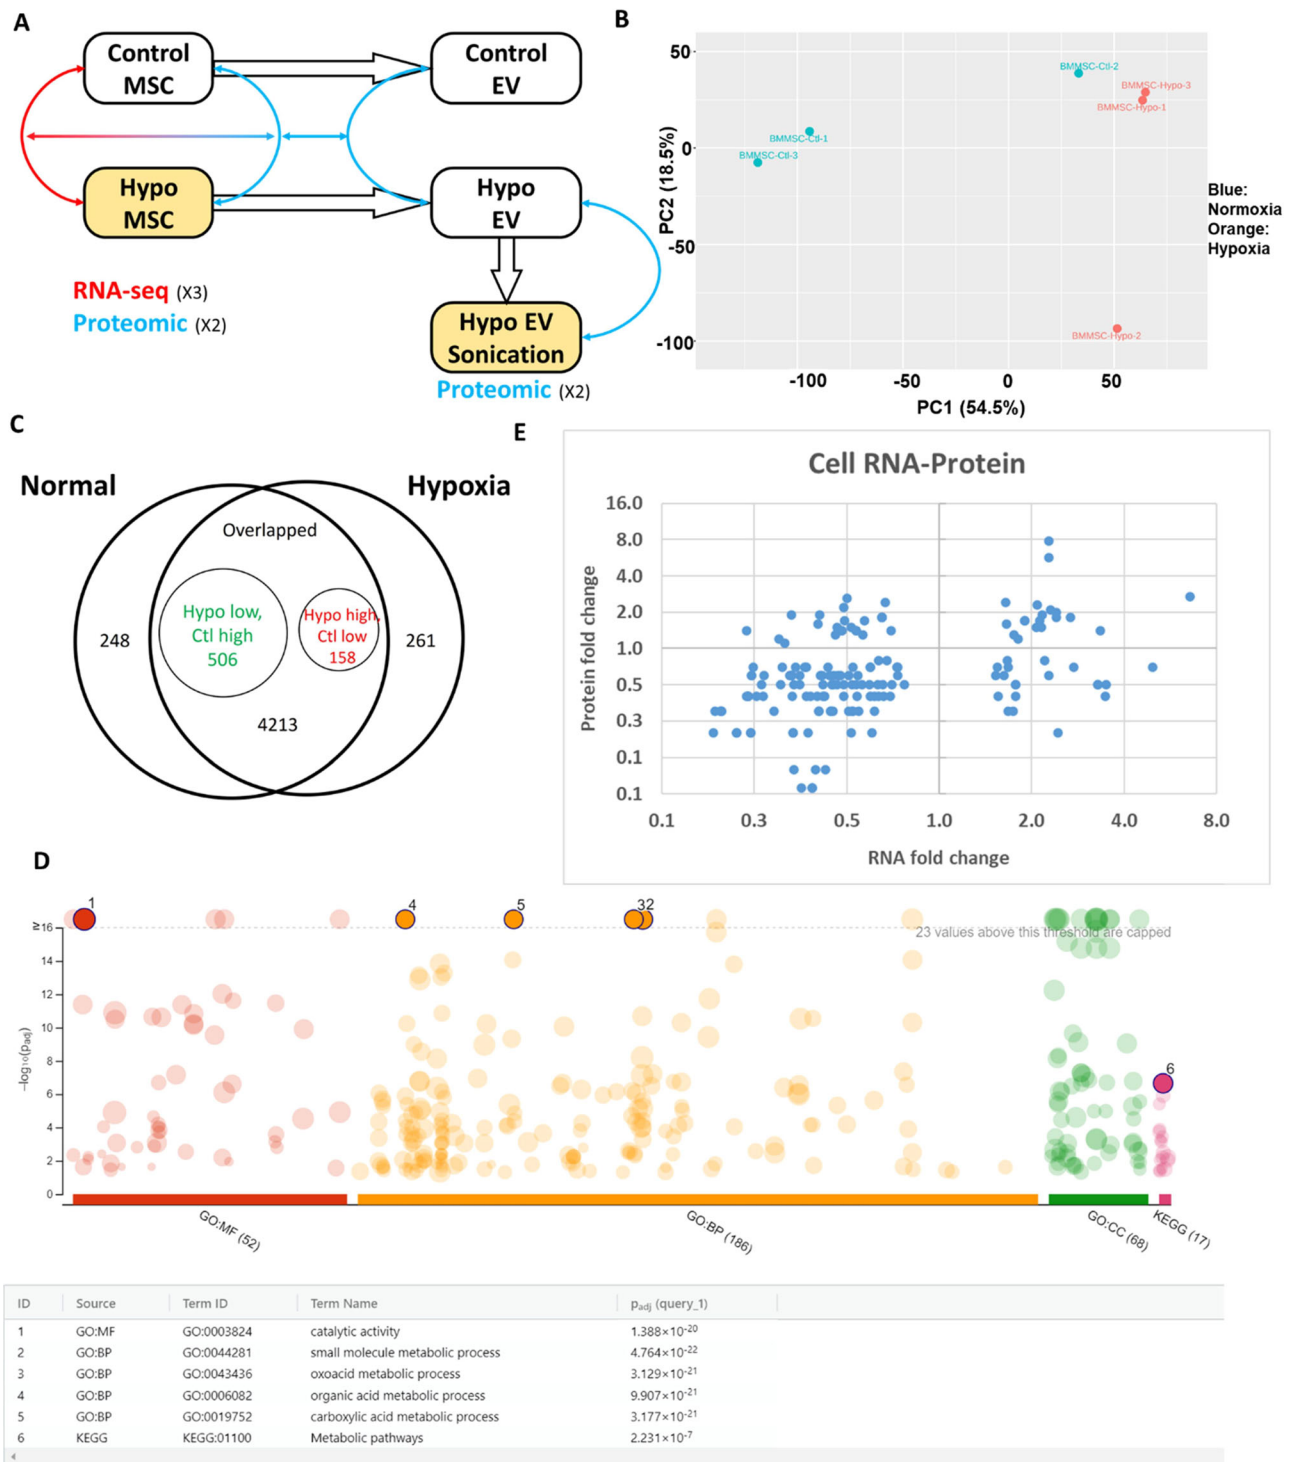 A
Control
MSC
Control
EV
Hypo
MSC
Hypo
EV
RNA-seq (X3)
Proteomic (X2)
Hypo EV
Sonication
Proteomic (X2)
B
50
0
-50
-100
PC2 (18.5%)
BMMSC-Ctl-2
BMMSC-Hypo-3
BMMSC-Hypo-1
BMMSC-Ctl-1
BMMSC-Ctl-3
BMMSC-Hypo-2
-100
-50
0
50
PC1 (54.5%)
Blue:
Normoxia
Orange:
Hypoxia
C
Normal
Hypoxia
Overlapped
248
Hypo low,
Ctl high
506
Hypo high,
Ctl low
158
261
4213
E
Cell RNA-Protein
Protein fold change
16.0
8.0
4.0
2.0
1.0
0.5
0.3
0.1
0.1
0.1
0.3
0.5
1.0
2.0
4.0
8.0
RNA fold change
D
1
4
5
32
6
≥16
14
12
10
8
6
4
2
0
-log10(padj)
23 values above this threshold are capped
GO:MF (52)
GO:BP (186)
GO:CC (68)
KEGG (17)
ID Source Term ID Term Name padj (query_1)
1 GO:MF GO:0003824 catalytic activity 1.388×10-20
2 GO:BP GO:0044281 small molecule metabolic process 4.764×10-22
3 GO:BP GO:0043436 oxoacid metabolic process 3.129×10-21
4 GO:BP GO:0006082 organic acid metabolic process 9.907×10-21
5 GO:BP GO:0019752 carboxylic acid metabolic process 3.177×10-21
6 KEGG KEGG:01100 Metabolic pathways 2.231×10-7